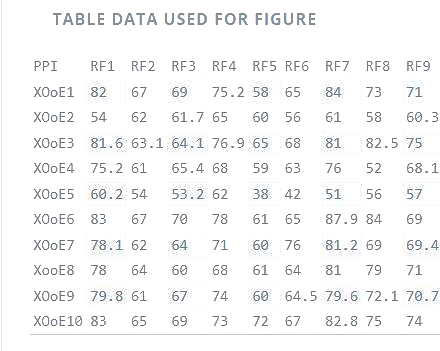 TABLE DATA USED FOR FIGURE
PPI RF1 RF2 RF3 RF4 RF5 RF6 RF7 RF8 RF9
XOoE1 82 67 69 75.2 58 65 84 73 71
XOoE2 54 62 61.7 65 60 56 61 58 60.3
XOoE3 81.6 63.1 64.1 76.9 65 68 81 82.5 75
XOoE4 75.2 61 65.4 68 59 63 76 52 68.1
XOoE5 60.2 54 53.2 62 38 42 51 56 57
XOoE6 83 67 70 78 61 65 87.9 84 69
XOoE7 78.1 62 64 71 60 76 81.2 69 69.4
XooE8 78 64 60 68 61 64 81 79 71
XOoE9 79.8 61 67 74 60 64.5 79.6 72.1 70.7
XOoE10 83 65 69 73 72 67 82.8 75 74